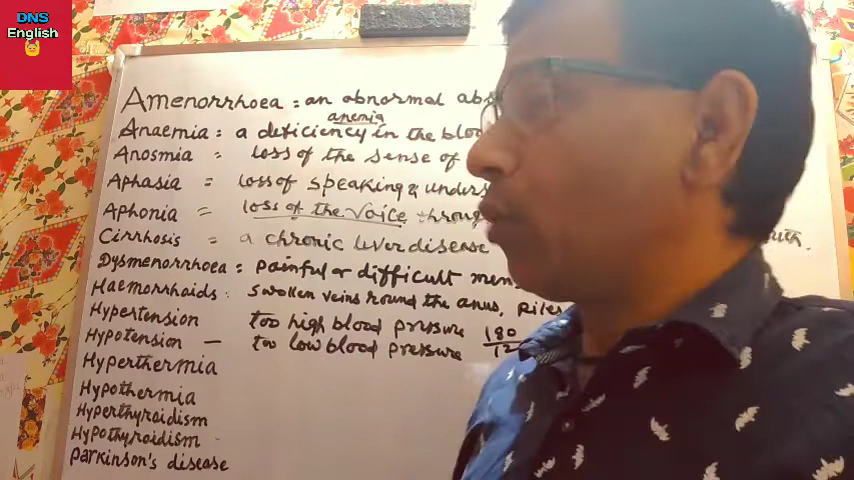 DNS
English
Amenorrhoea : an abnormal abs
anemia
Anaemia : a deficiency in the blood
Anosmia = loss of the sense of
Aphasia = loss of speaking & unders
Aphonia = loss of the voice throug
Cirrhosis = a chronic liver disease
Dysmenorrhoea : painful or difficult men
Haemorrhoids : swollen veins round the anus, Piles
Hypertension too high blood pressure 180
Hypotension — too low blood pressure 12
Hyperthermia
Hypothermia
Hyperthyroidism
Hypothyroidism
Parkinson's disease